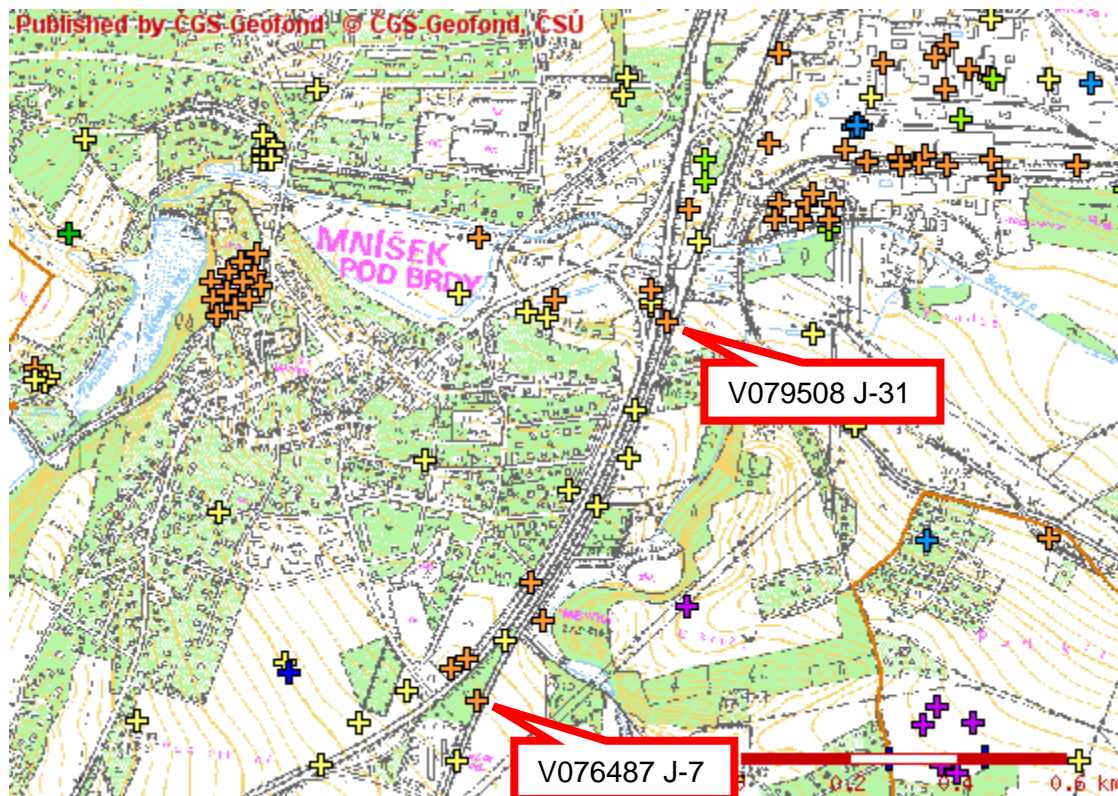 Published by CGS-Geofond © CGS-Geofond, CSU
MNÍŠEK
POD BRDY
V079508 J-31
V076487 J-7
0.2 0.4 0.6 km